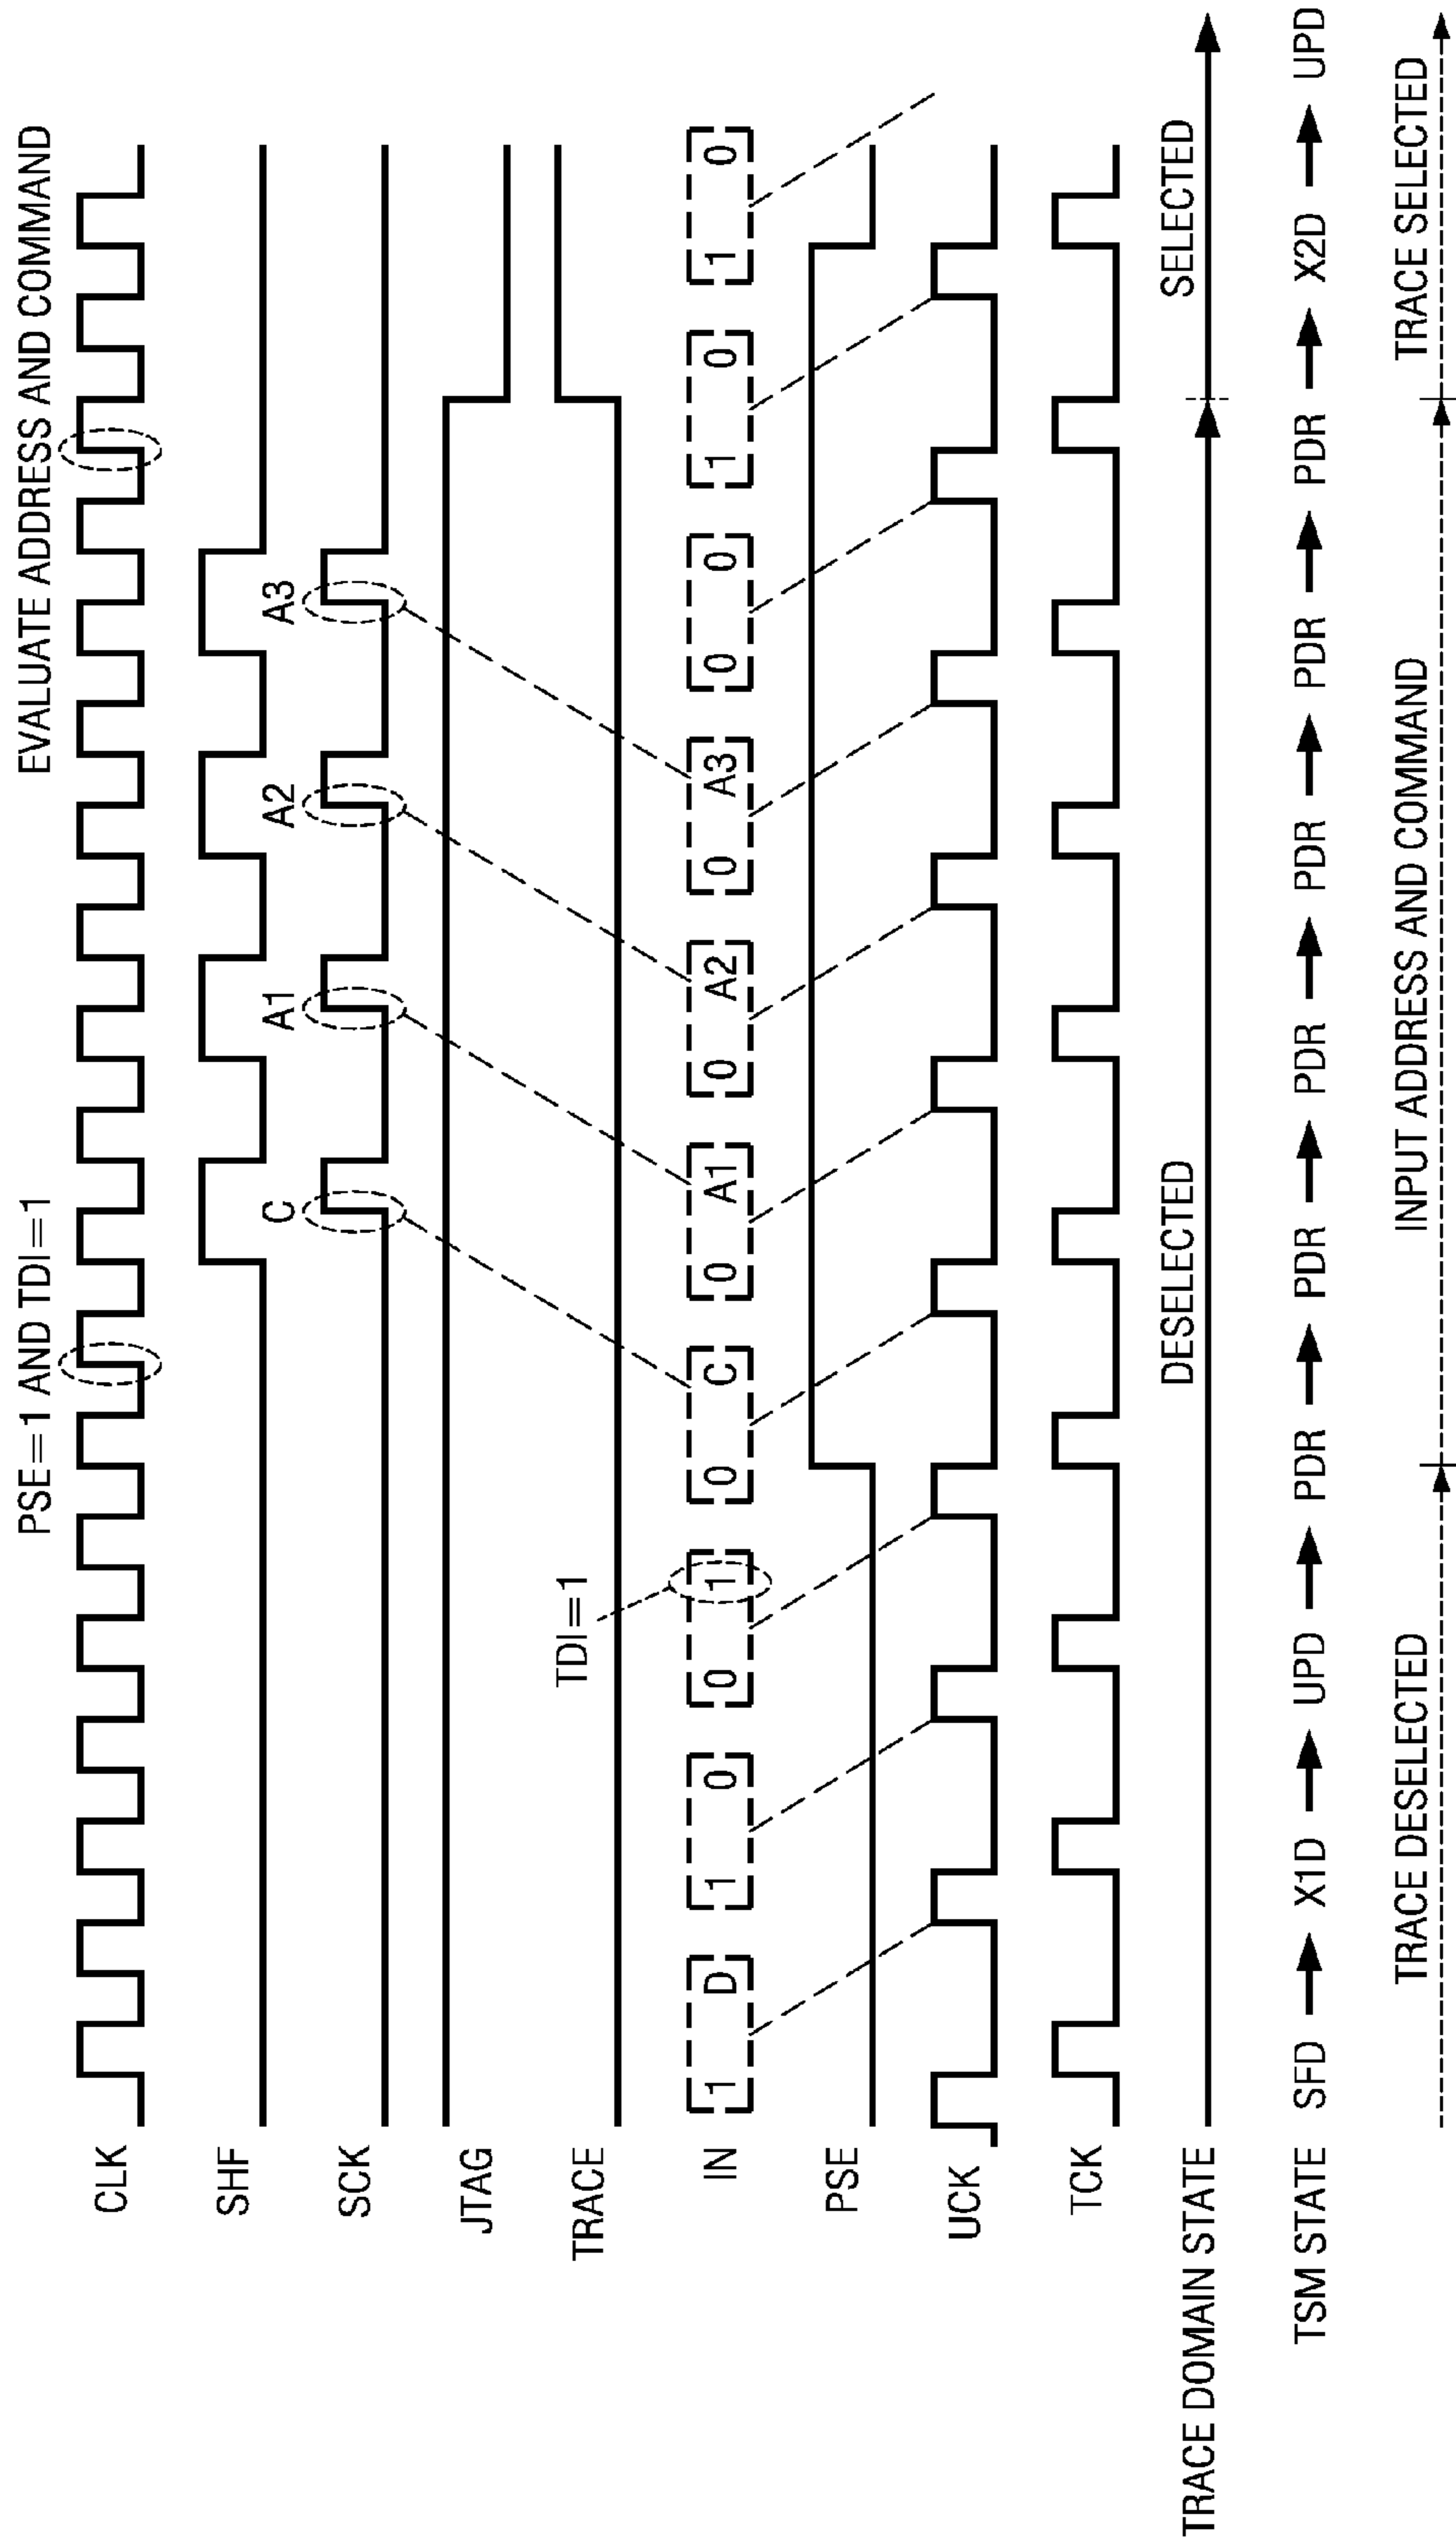 PSE=1 AND TDI=1
EVALUATE ADDRESS AND COMMAND
CLK
SHF
C A1 A2 A3
SCK
JTAG
TDI=1
TRACE
IN 1 D 1 0 0 1 0 C 0 A1 0 A2 0 A3 0 0 1 0 1 0
PSE
UCK
TCK
DESELECTED SELECTED
TRACE DOMAIN STATE
TSM STATE SFD X1D UPD PDR PDR PDR PDR PDR PDR X2D UPD
TRACE DESELECTED INPUT ADDRESS AND COMMAND TRACE SELECTED